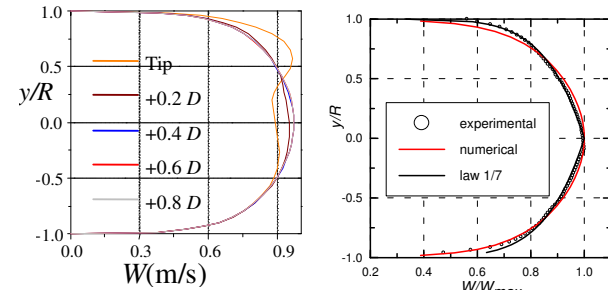 1.0
0.5
0.0
-0.5
-1.0
y/R
Tip
+0.2 D
+0.4 D
+0.6 D
+0.8 D
0.0 0.3 0.6 0.9
W(m/s)
1.0
0.5
0.0
-0.5
-1.0
y/R
experimental
numerical
law 1/7
0.2 0.4 0.6 0.8 1.0
W/Wmax